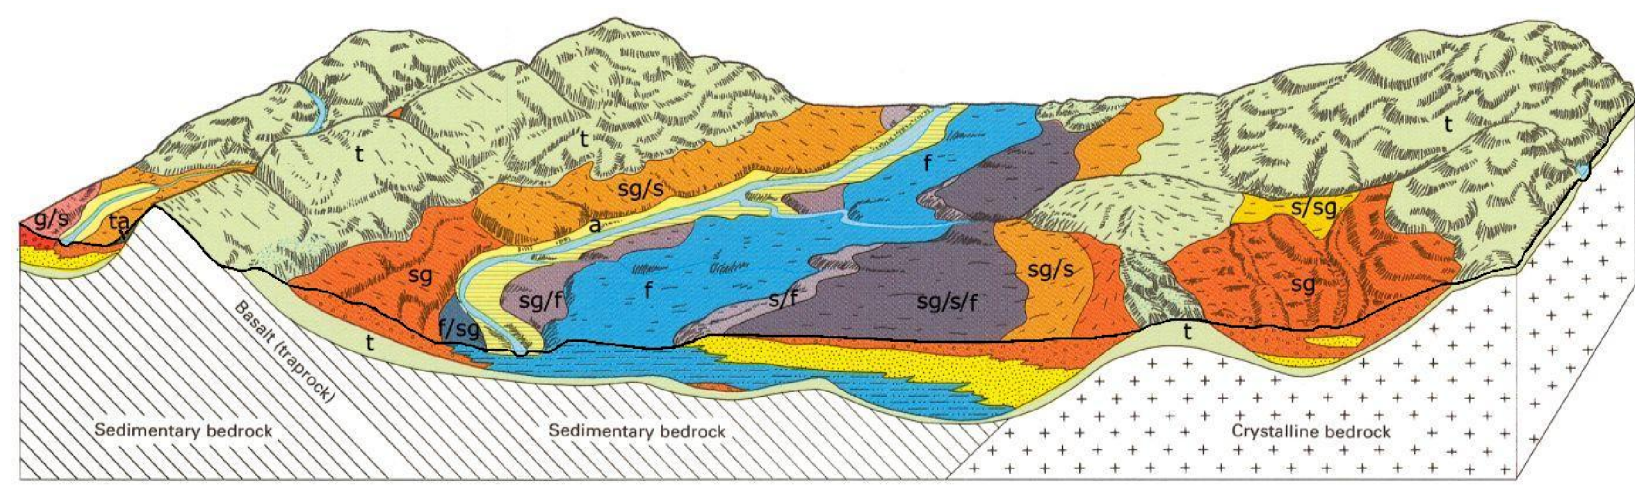 t
t
t
f
sg/s
g/s
ta
s/sg
a
sg
sg/s
sg
sg/f
f
s/f
sg/s/f
f/sg
t
t
Basalt (traprock)
Sedimentary bedrock
Sedimentary bedrock
Crystalline bedrock